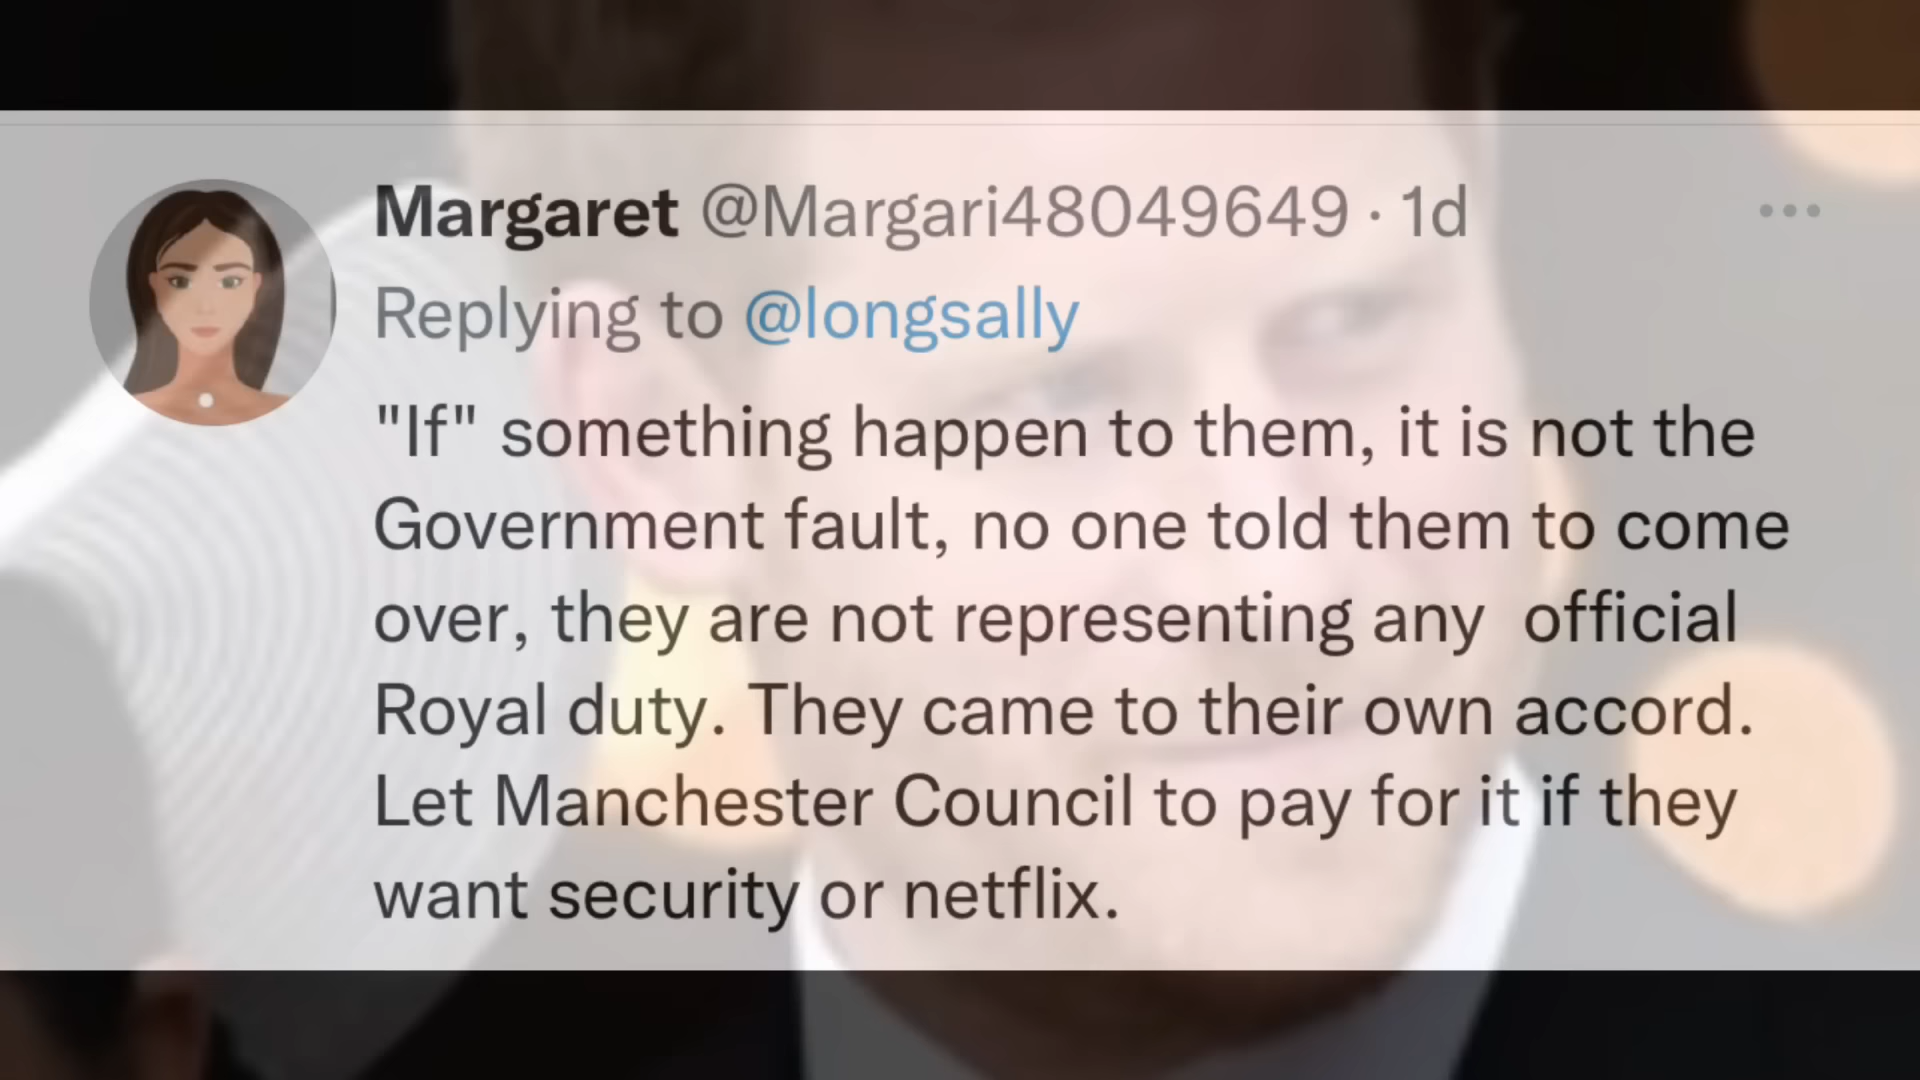 Margaret @Margari48049649 · 1d
Replying to @longsally
"If" something happen to them, it is not the
Government fault, no one told them to come
over, they are not representing any  official
Royal duty. They came to their own accord.
Let Manchester Council to pay for it if they
want security or netflix.